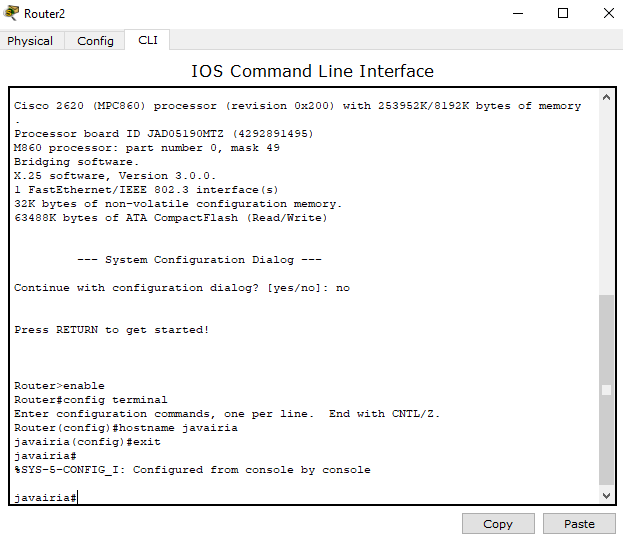 Router2
Physical Config CLI
IOS Command Line Interface
Cisco 2620 (MPC860) processor (revision 0x200) with 253952K/8192K bytes of memory
.
Processor board ID JAD05190MTZ (4292891495)
M860 processor: part number 0, mask 49
Bridging software.
X.25 software, Version 3.0.0.
1 FastEthernet/IEEE 802.3 interface(s)
32K bytes of non-volatile configuration memory.
63488K bytes of ATA CompactFlash (Read/Write)
--- System Configuration Dialog ---
Continue with configuration dialog? [yes/no]: no
Press RETURN to get started!
Router>enable
Router#config terminal
Enter configuration commands, one per line.  End with CNTL/Z.
Router(config)#hostname javairia
javairia(config)#exit
javairia#
%SYS-5-CONFIG_I: Configured from console by console
javairia#
Copy Paste